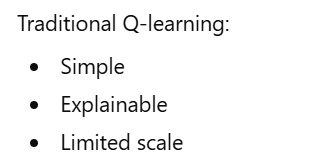 Traditional Q-learning:
• Simple
• Explainable
• Limited scale